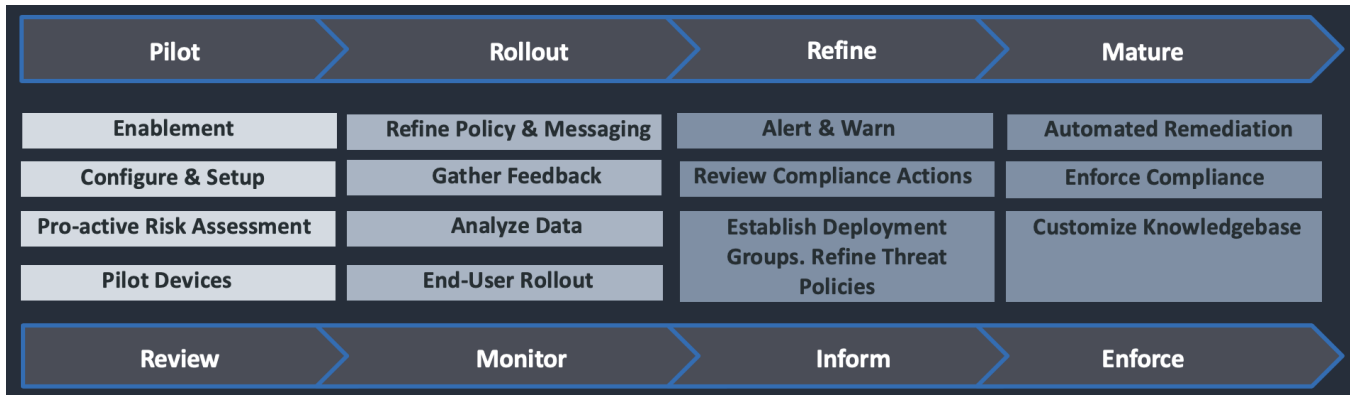 Pilot
Rollout
Refine
Mature
Enablement
Refine Policy & Messaging
Alert & Warn
Automated Remediation
Configure & Setup
Gather Feedback
Review Compliance Actions
Enforce Compliance
Pro-active Risk Assessment
Analyze Data
Establish Deployment
Groups. Refine Threat
Policies
Customize Knowledgebase
Pilot Devices
End-User Rollout
Review
Monitor
Inform
Enforce